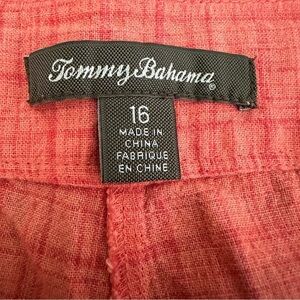 Tommy Bahama®
16
MADE IN
CHINA
FABRIQUE
EN CHINE